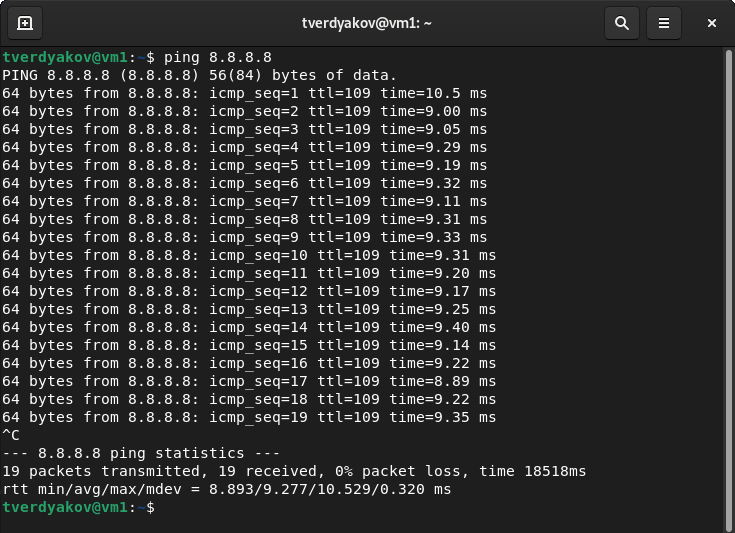 tverdyakov@vm1: ~
tverdyakov@vm1:~$ ping 8.8.8.8
PING 8.8.8.8 (8.8.8.8) 56(84) bytes of data.
64 bytes from 8.8.8.8: icmp_seq=1 ttl=109 time=10.5 ms
64 bytes from 8.8.8.8: icmp_seq=2 ttl=109 time=9.00 ms
64 bytes from 8.8.8.8: icmp_seq=3 ttl=109 time=9.05 ms
64 bytes from 8.8.8.8: icmp_seq=4 ttl=109 time=9.29 ms
64 bytes from 8.8.8.8: icmp_seq=5 ttl=109 time=9.19 ms
64 bytes from 8.8.8.8: icmp_seq=6 ttl=109 time=9.32 ms
64 bytes from 8.8.8.8: icmp_seq=7 ttl=109 time=9.11 ms
64 bytes from 8.8.8.8: icmp_seq=8 ttl=109 time=9.31 ms
64 bytes from 8.8.8.8: icmp_seq=9 ttl=109 time=9.33 ms
64 bytes from 8.8.8.8: icmp_seq=10 ttl=109 time=9.31 ms
64 bytes from 8.8.8.8: icmp_seq=11 ttl=109 time=9.20 ms
64 bytes from 8.8.8.8: icmp_seq=12 ttl=109 time=9.17 ms
64 bytes from 8.8.8.8: icmp_seq=13 ttl=109 time=9.25 ms
64 bytes from 8.8.8.8: icmp_seq=14 ttl=109 time=9.40 ms
64 bytes from 8.8.8.8: icmp_seq=15 ttl=109 time=9.14 ms
64 bytes from 8.8.8.8: icmp_seq=16 ttl=109 time=9.22 ms
64 bytes from 8.8.8.8: icmp_seq=17 ttl=109 time=8.89 ms
64 bytes from 8.8.8.8: icmp_seq=18 ttl=109 time=9.22 ms
64 bytes from 8.8.8.8: icmp_seq=19 ttl=109 time=9.35 ms
^C
--- 8.8.8.8 ping statistics ---
19 packets transmitted, 19 received, 0% packet loss, time 18518ms
rtt min/avg/max/mdev = 8.893/9.277/10.529/0.320 ms
tverdyakov@vm1:~$